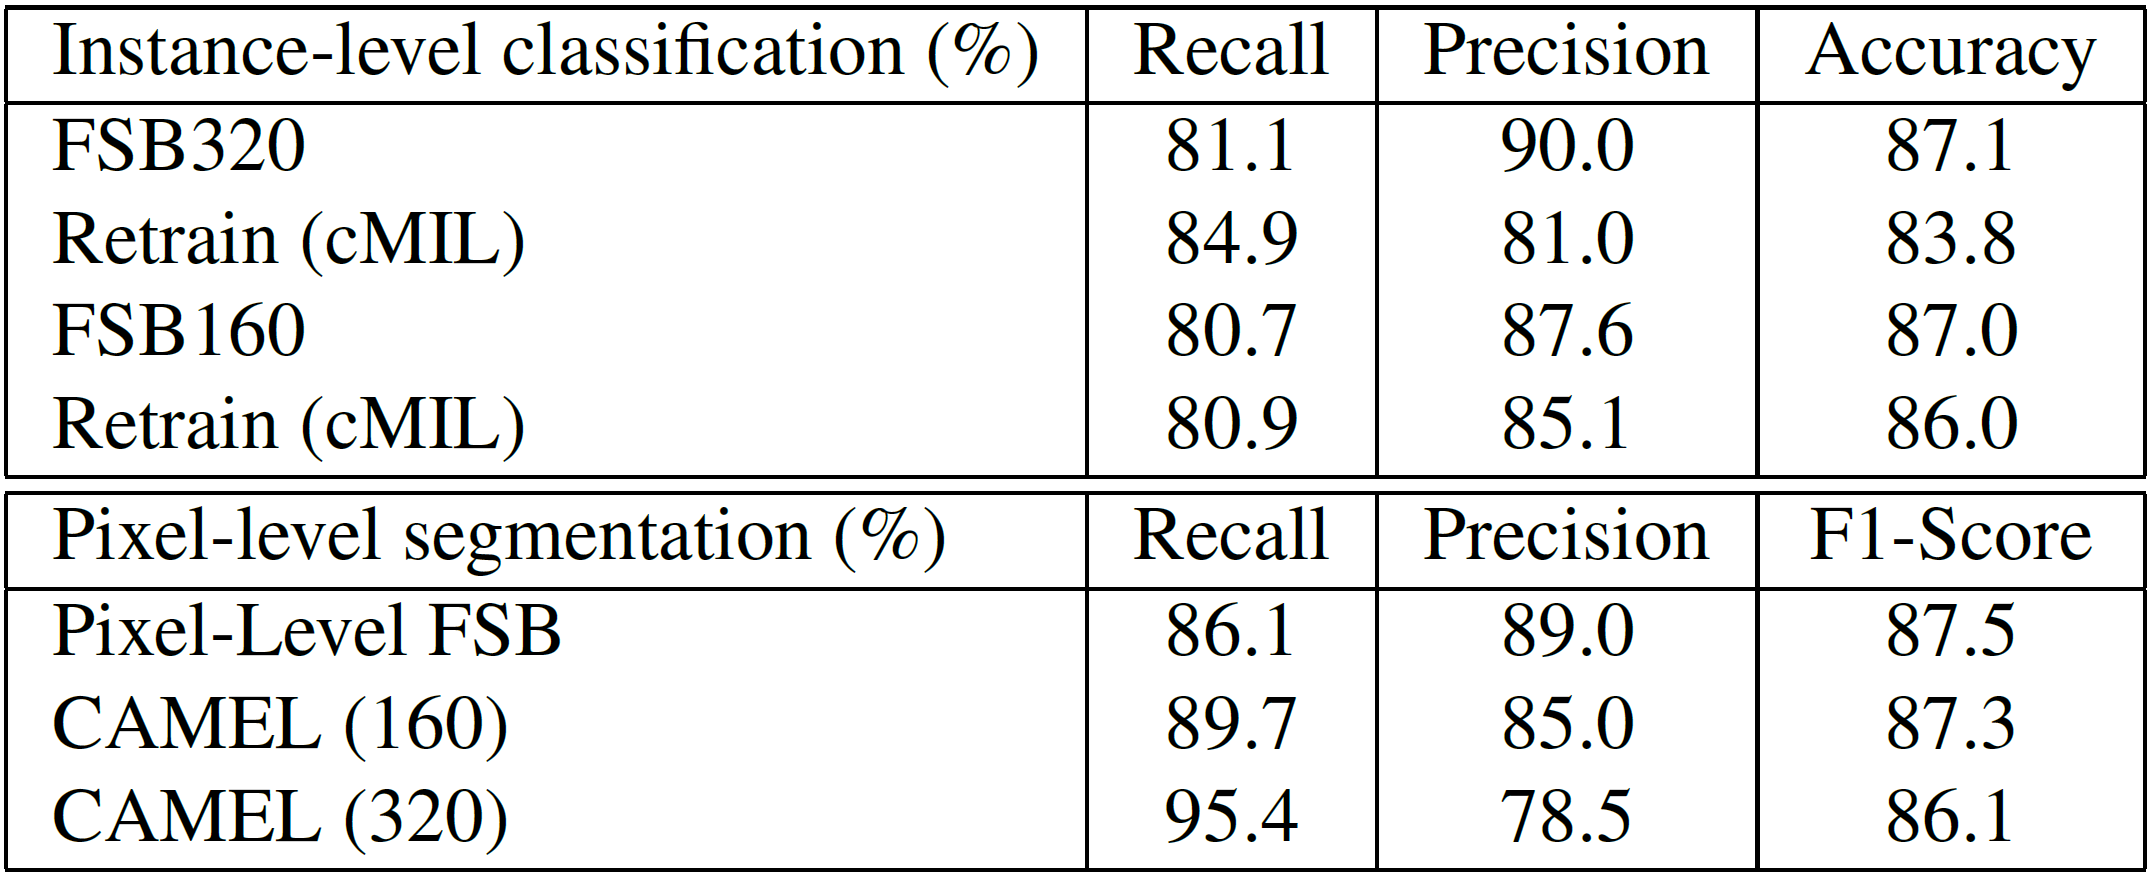 Instance-level classification (%) Recall Precision Accuracy
FSB320 81.1 90.0 87.1
Retrain (cMIL) 84.9 81.0 83.8
FSB160 80.7 87.6 87.0
Retrain (cMIL) 80.9 85.1 86.0
Pixel-level segmentation (%) Recall Precision F1-Score
Pixel-Level FSB 86.1 89.0 87.5
CAMEL (160) 89.7 85.0 87.3
CAMEL (320) 95.4 78.5 86.1